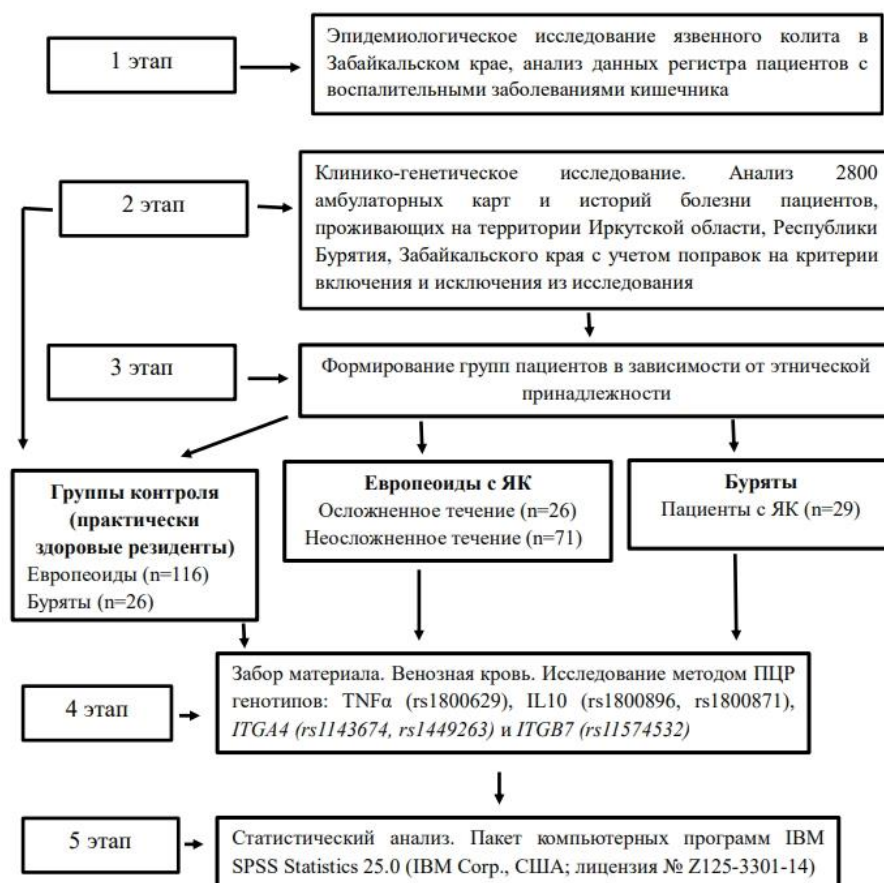 1 этап
Эпидемиологическое исследование язвенного колита в
Забайкальском крае, анализ данных регистра пациентов с
воспалительными заболеваниями кишечника
2 этап
Клинико-генетическое исследование. Анализ 2800
амбулаторных карт и историй болезни пациентов,
проживающих на территории Иркутской области, Республики
Бурятия, Забайкальского края с учетом поправок на критерии
включения и исключения из исследования
3 этап
Формирование групп пациентов в зависимости от этнической
принадлежности
Группы контроля
(практически
здоровые резиденты)
Европеоиды (n=116)
Буряты (n=26)
Европеоиды с ЯК
Осложненное течение (n=26)
Неосложненное течение (n=71)
Буряты
Пациенты с ЯК (n=29)
4 этап
Забор материала. Венозная кровь. Исследование методом ПЦР
генотипов: TNFα (rs1800629), IL10 (rs1800896, rs1800871),
ITGA4 (rs1143674, rs1449263) и ITGB7 (rs11574532)
5 этап
Статистический анализ. Пакет компьютерных программ IBM
SPSS Statistics 25.0 (IBM Corp., США; лицензия № Z125-3301-14)